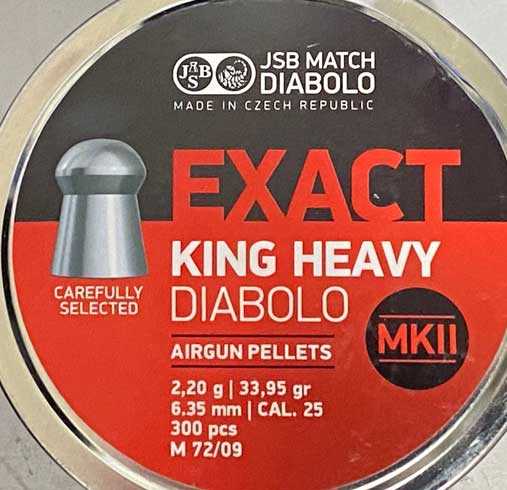 JSB JSB MATCH
DIABOLO
MADE IN CZECH REPUBLIC
EXACT
KING HEAVY
DIABOLO
CAREFULLY
SELECTED
MKII
AIRGUN PELLETS
2,20 g | 33,95 gr
6.35 mm | CAL. 25
300 pcs
M 72/09